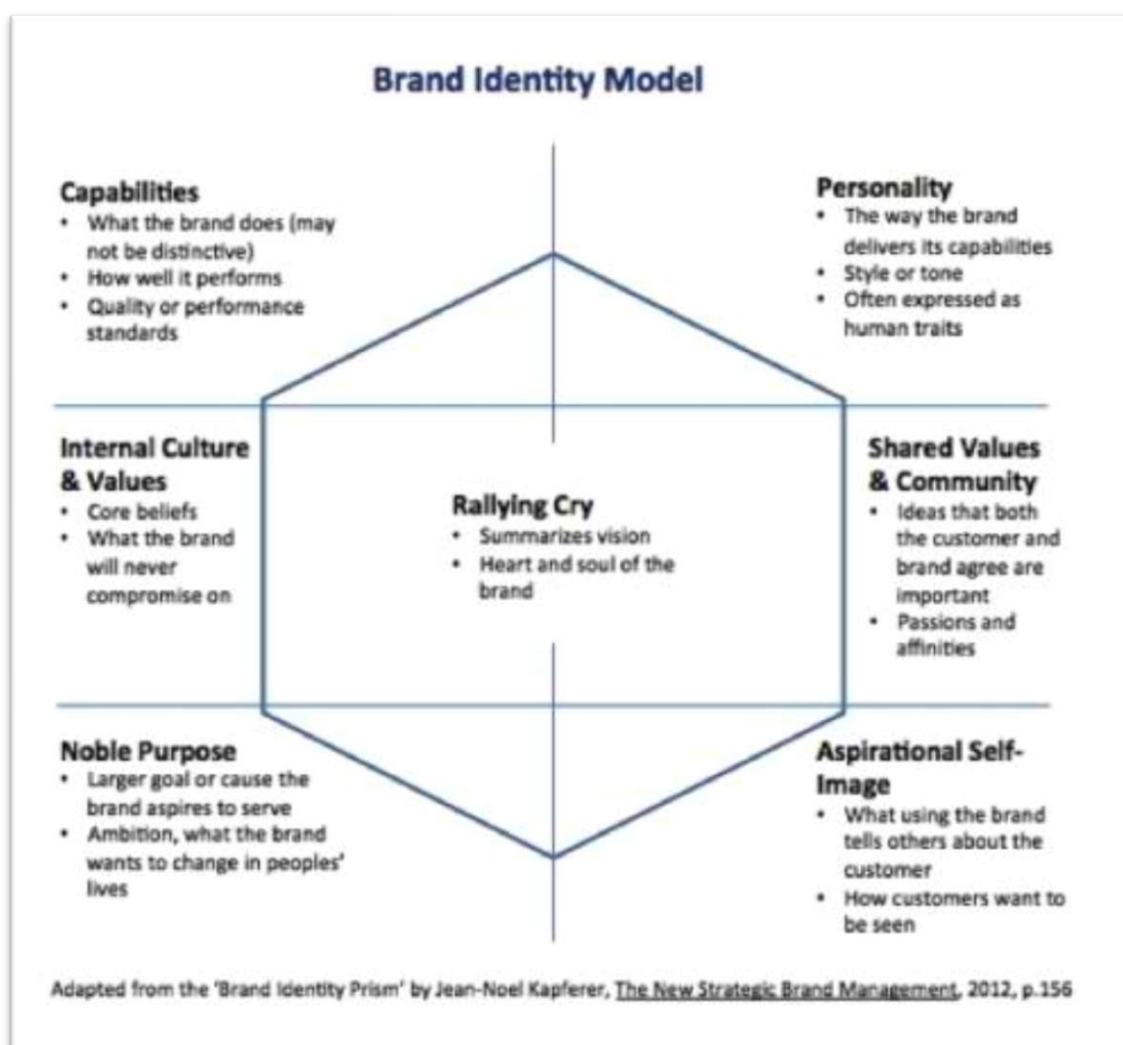 Brand Identity Model
Capabilities
• What the brand does (may
not be distinctive)
• How well it performs
• Quality or performance
standards
Personality
• The way the brand
delivers its capabilities
• Style or tone
• Often expressed as
human traits
Internal Culture
& Values
• Core beliefs
• What the brand
will never
compromise on
Rallying Cry
• Summarizes vision
• Heart and soul of the
brand
Shared Values
& Community
• Ideas that both
the customer and
brand agree are
important
• Passions and
affinities
Noble Purpose
• Larger goal or cause the
brand aspires to serve
• Ambition, what the brand
wants to change in peoples'
lives
Aspirational Self-
Image
• What using the brand
tells others about the
customer
• How customers want to
be seen
Adapted from the 'Brand Identity Prism' by Jean-Noel Kapferer, The New Strategic Brand Management, 2012, p.156